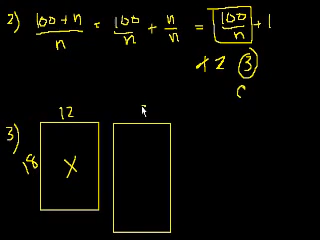 2) (100+n)/n = 100/n + n/n = 100/n + 1
x 2 3
C
3) 12
18 X